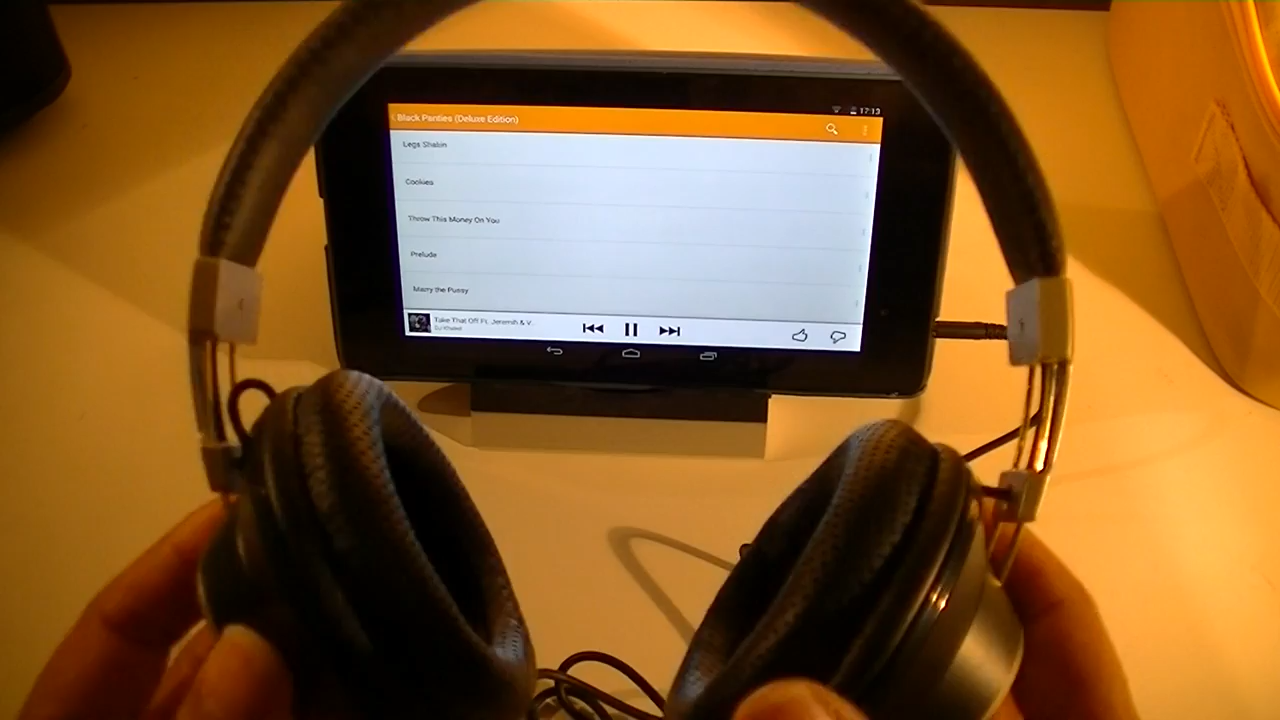 17:13
Black Panties (Deluxe Edition)
Legs Shakin
Cookies
Throw This Money On You
Prelude
Marry the Pussy
Take That Off Ft. Jeremih & V..
DJ Khaled